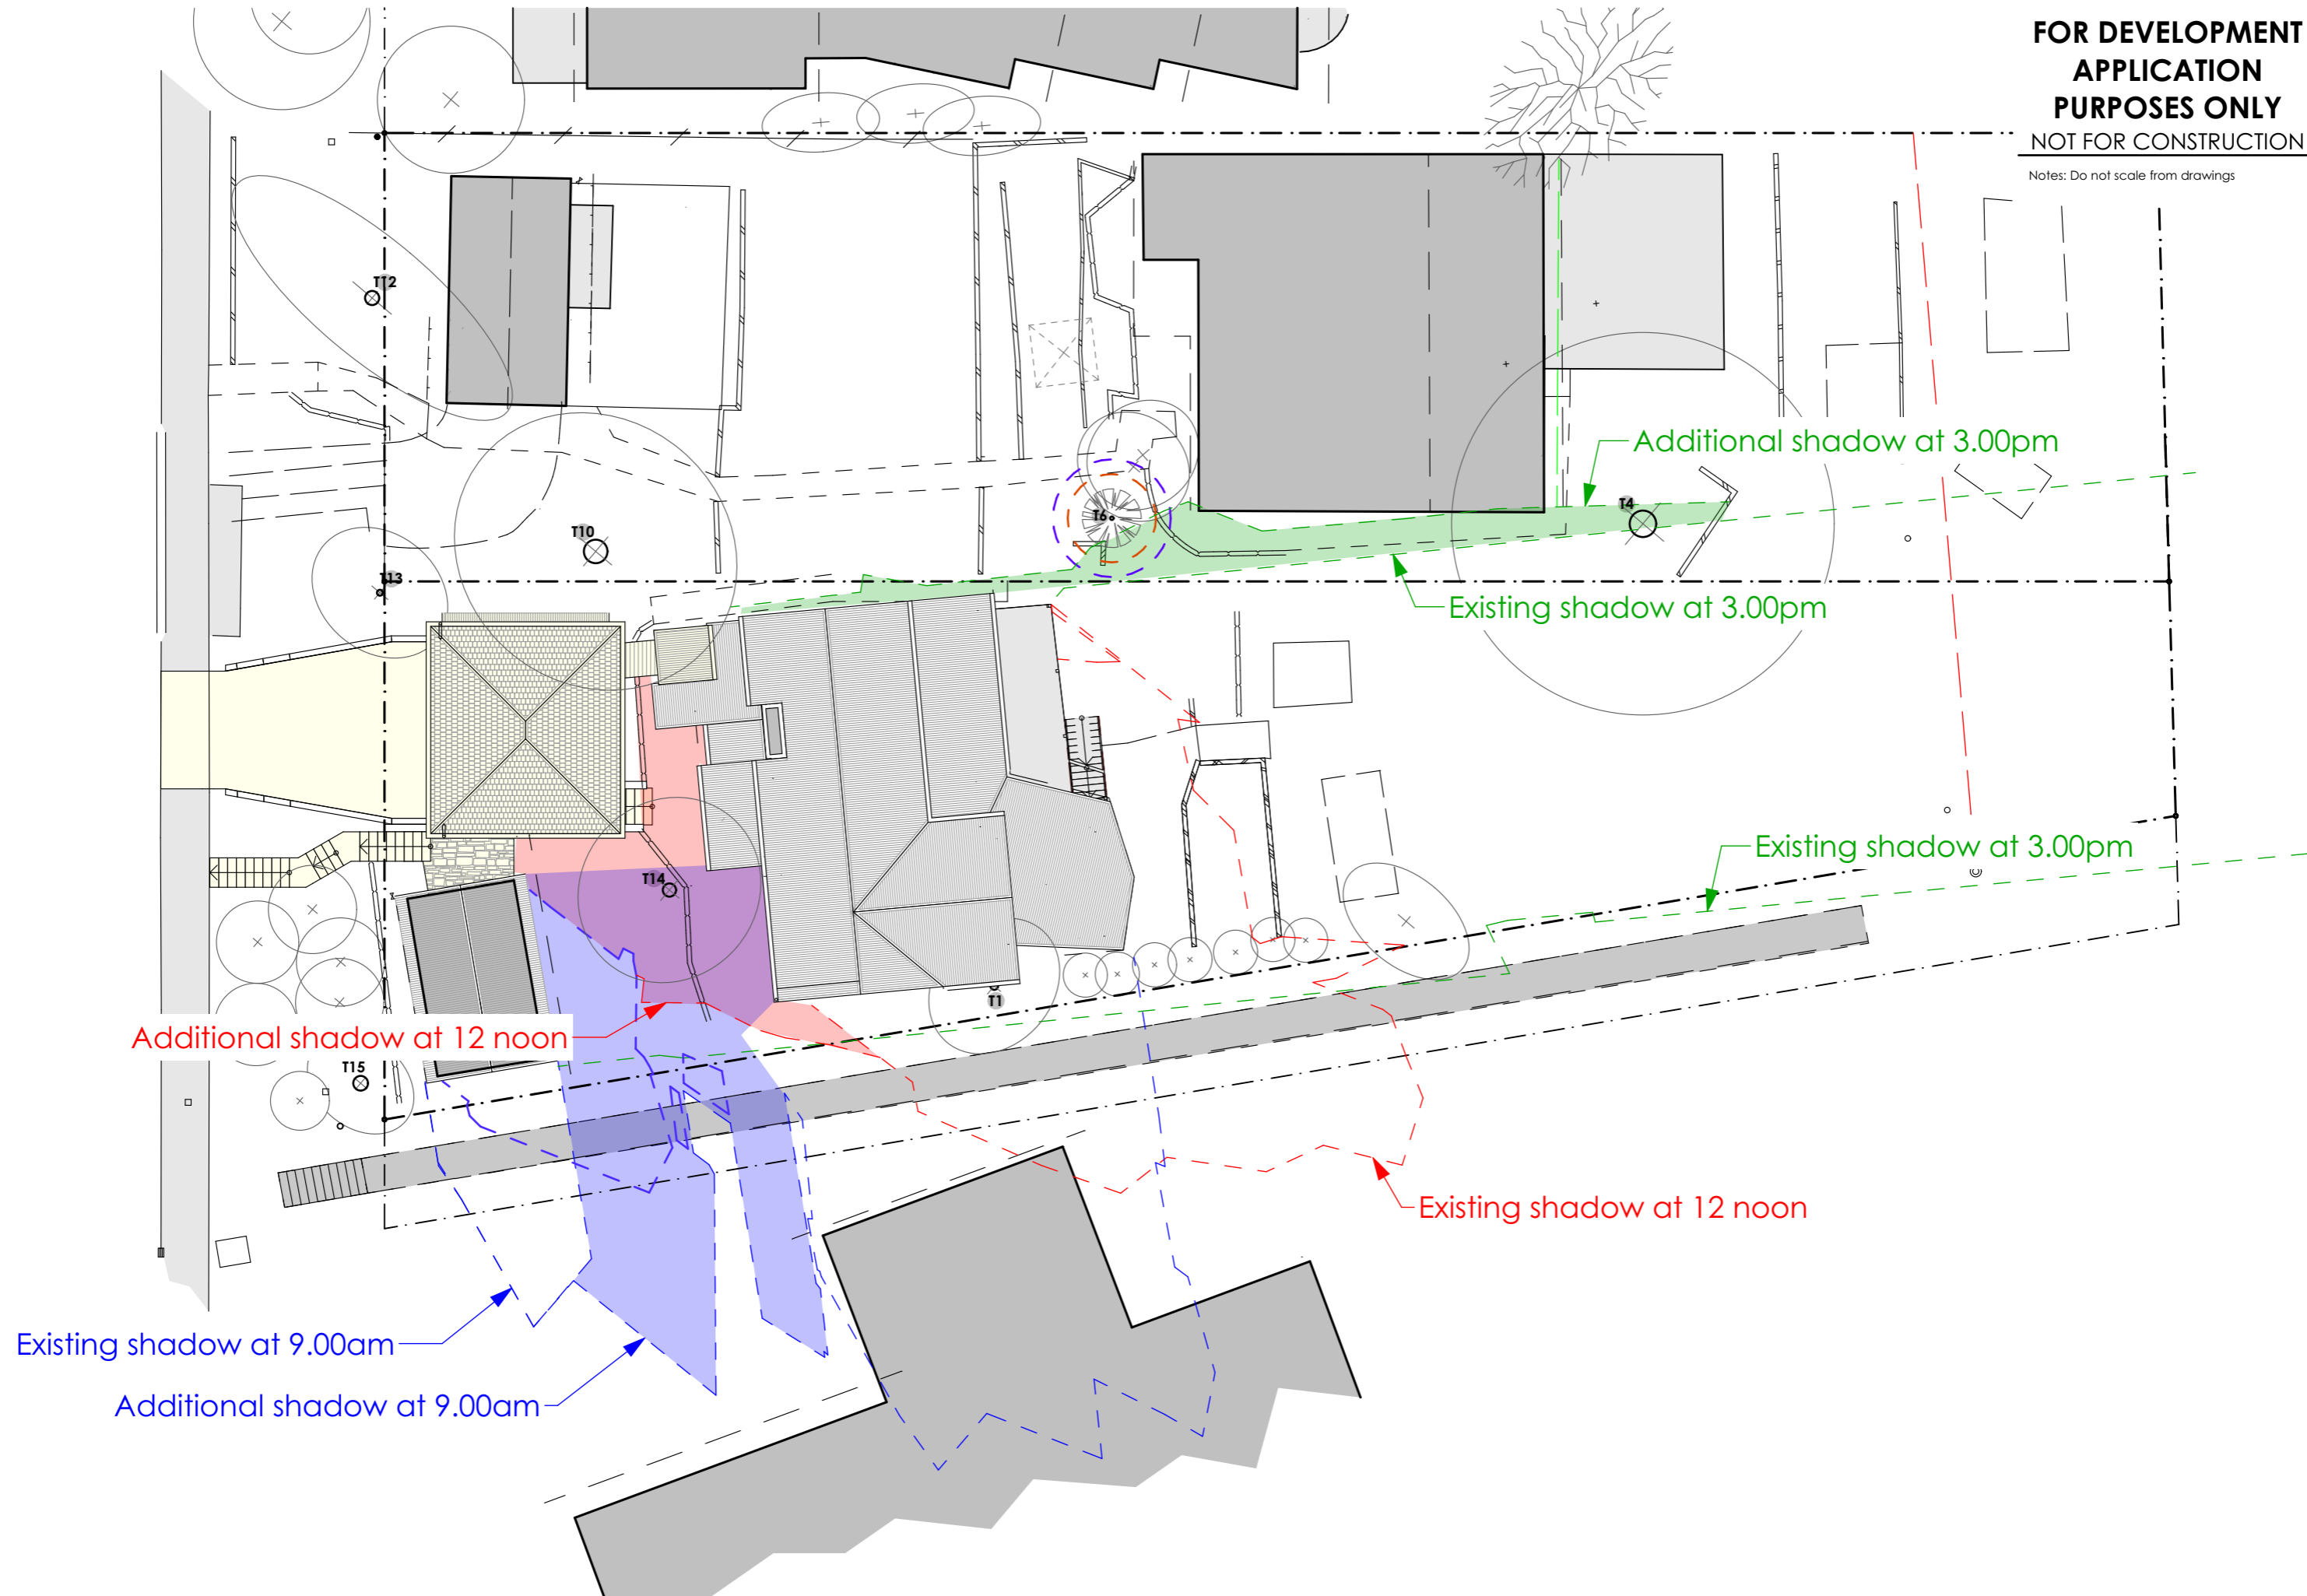 FOR DEVELOPMENT
APPLICATION
PURPOSES ONLY
NOT FOR CONSTRUCTION
Notes: Do not scale from drawings
T12
Additional shadow at 3.00pm
T4
T6
T10
T13
Existing shadow at 3.00pm
Existing shadow at 3.00pm
T14
T1
Additional shadow at 12 noon
T15
Existing shadow at 12 noon
Existing shadow at 9.00am
Additional shadow at 9.00am